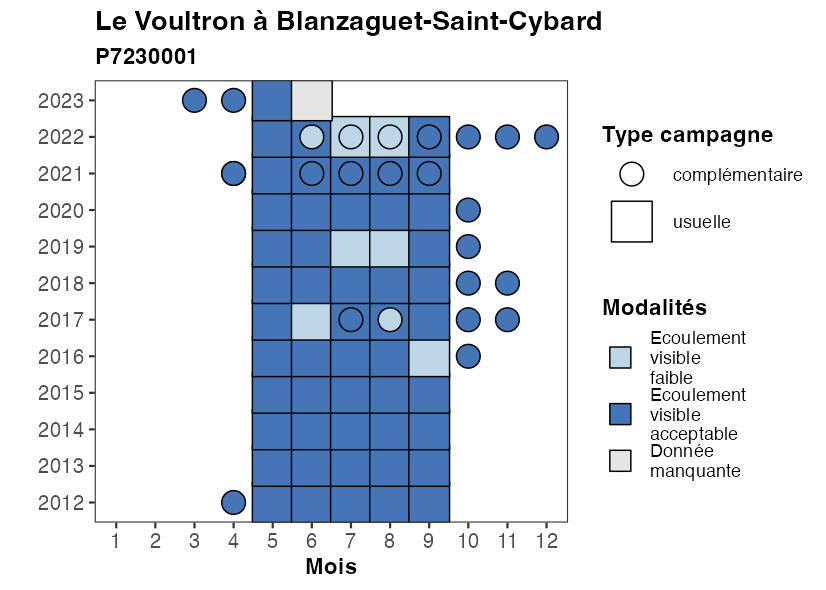 Le Voultron à Blanzaguet-Saint-Cybard
P7230001
2023
2022
2021
2020
2019
2018
2017
2016
2015
2014
2013
2012
1 2 3 4 5 6 7 8 9 10 11 12
Mois
Type campagne
complémentaire
usuelle
Modalités
Ecoulement
visible
faible
Ecoulement
visible
acceptable
Donnée
manquante